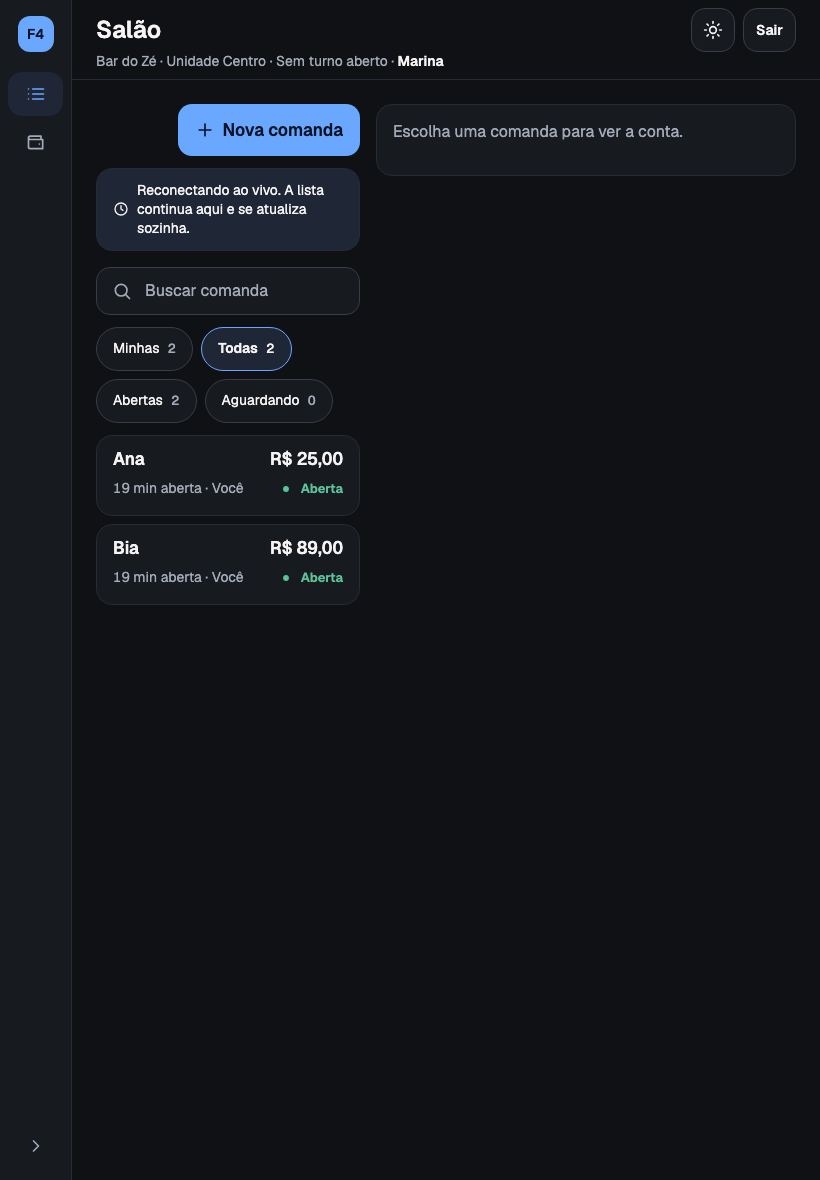 F4
Salão
Bar do Zé · Unidade Centro · Sem turno aberto · Marina
Sair
Nova comanda
Reconectando ao vivo. A lista
continua aqui e se atualiza
sozinha.
Buscar comanda
Minhas 2
Todas 2
Abertas 2
Aguardando 0
Ana
R$ 25,00
19 min aberta · Você
Aberta
Bia
R$ 89,00
19 min aberta · Você
Aberta
Escolha uma comanda para ver a conta.